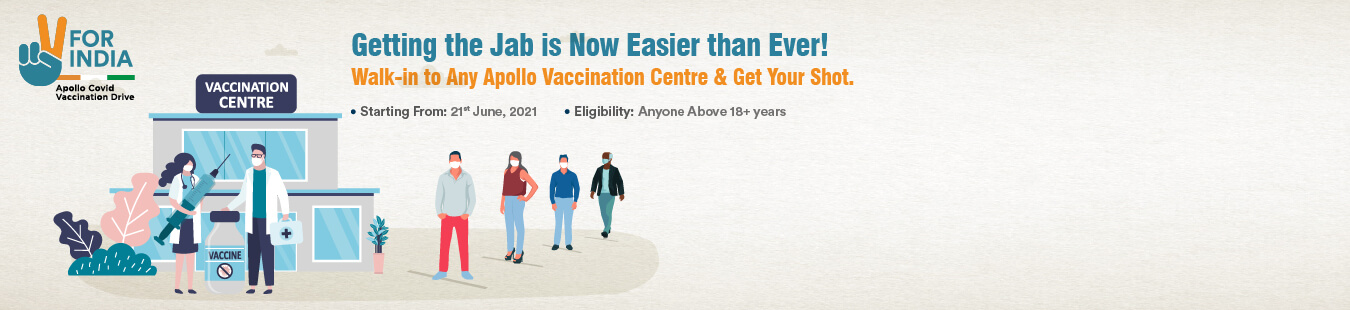 FOR
INDIA
Apollo Covid
Vaccination Drive
Getting the Jab is Now Easier than Ever!
Walk-in to Any Apollo Vaccination Centre & Get Your Shot.
• Starting From: 21st June, 2021 • Eligibility: Anyone Above 18+ years
VACCINATION
CENTRE
VACCINE